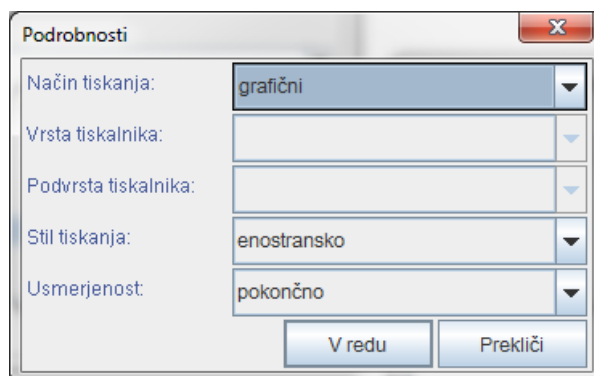 Podrobnosti
Način tiskanja: grafični
Vrsta tiskalnika:
Podvrsta tiskalnika:
Stil tiskanja: enostransko
Usmerjenost: pokončno
V redu Prekliči